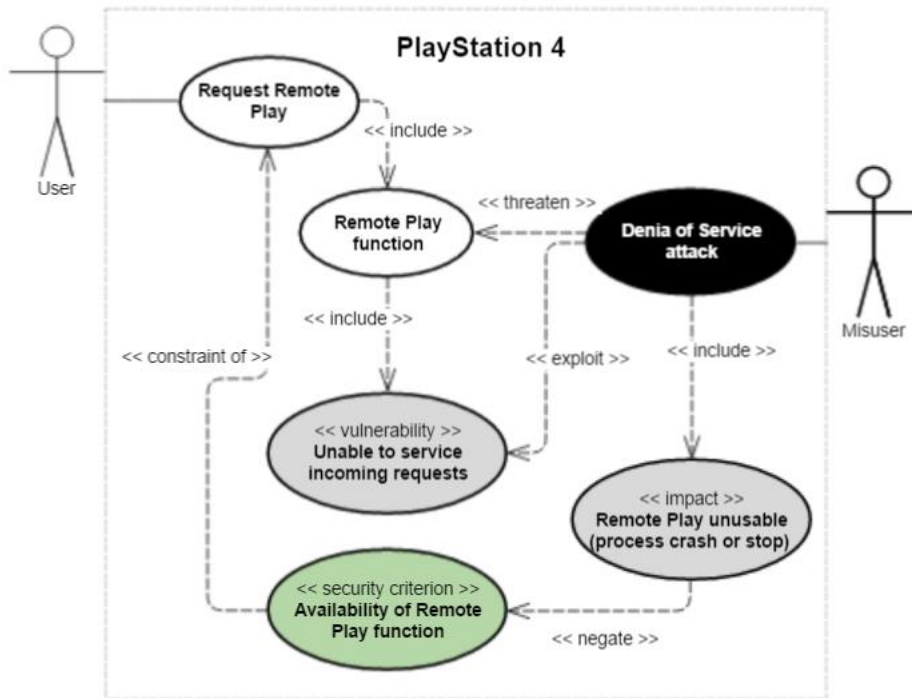 PlayStation 4
Request Remote
Play
<< include >>
User
<< threaten >>
Remote Play
function
Denia of Service
attack
Misuser
<< include >>
<< constraint of >>
<< exploit >>
<< include >>
<< vulnerability >>
Unable to service
incoming requests
<< impact >>
Remote Play unusable
(process crash or stop)
<< security criterion >>
Availability of Remote
Play function
<< negate >>